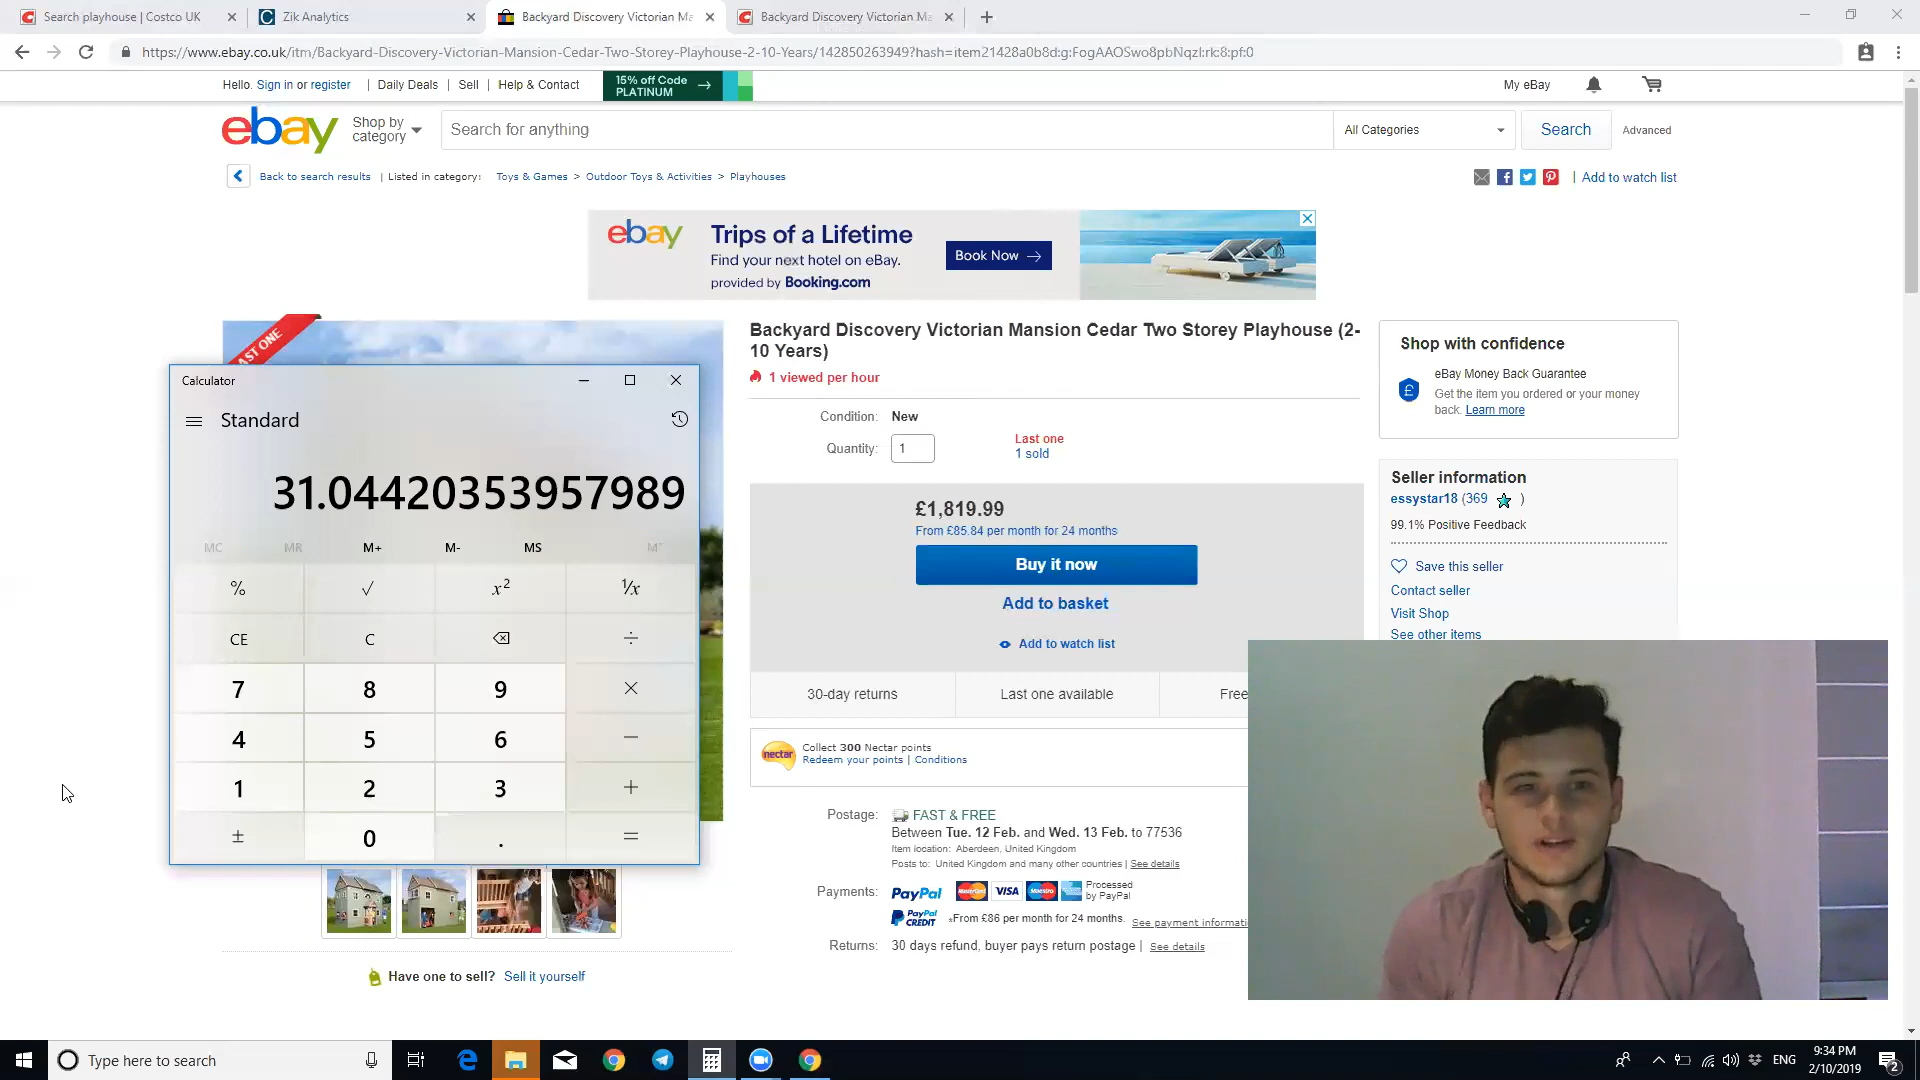 Search playhouse | Costco UK
Zik Analytics
Backyard Discovery Victorian Ma
Backyard Discovery Victorian Ma
https://www.ebay.co.uk/itm/Backyard-Discovery-Victorian-Mansion-Cedar-Two-Storey-Playhouse-2-10-Years/142850263949?hash=item21428a0b8d:g:FogAAOSwo8pbNqzl:rk:8:pf:0
Hello. Sign in or register | Daily Deals | Sell | Help & Contact
15% off Code
PLATINUM
My eBay
ebay
Shop by
category
Search for anything
All Categories
Search
Advanced
Back to search results | Listed in category: Toys & Games > Outdoor Toys & Activities > Playhouses
| Add to watch list
ebay
Trips of a Lifetime
Find your next hotel on eBay.
provided by Booking.com
Book Now
AST ONE
Backyard Discovery Victorian Mansion Cedar Two Storey Playhouse (2-
10 Years)
1 viewed per hour
Condition: New
Quantity: 1
Last one
1 sold
£1,819.99
From £85.84 per month for 24 months
Buy it now
Add to basket
Add to watch list
30-day returns
Last one available
Free
nectar
Collect 300 Nectar points
Redeem your points | Conditions
Postage: FAST & FREE
Between Tue. 12 Feb. and Wed. 13 Feb. to 77536
Item location: Aberdeen, United Kingdom
Posts to: United Kingdom and many other countries | See details
Payments: PayPal MasterCard VISA Maestro Processed
by PayPal
PayPal
CREDIT
*From £86 per month for 24 months. See payment informati
Returns: 30 days refund, buyer pays return postage | See details
Shop with confidence
eBay Money Back Guarantee
Get the item you ordered or your money
back. Learn more
Seller information
essystar18 (369 )
99.1% Positive Feedback
Save this seller
Contact seller
Visit Shop
See other items
Calculator
Standard
31.04420353957989
MC MR M+ M- MS
% √ x² ¹/x
CE C ÷
7 8 9 ×
4 5 6 −
1 2 3 +
± 0 . =
Have one to sell? Sell it yourself
Type here to search
ENG
9:34 PM
2/10/2019
2